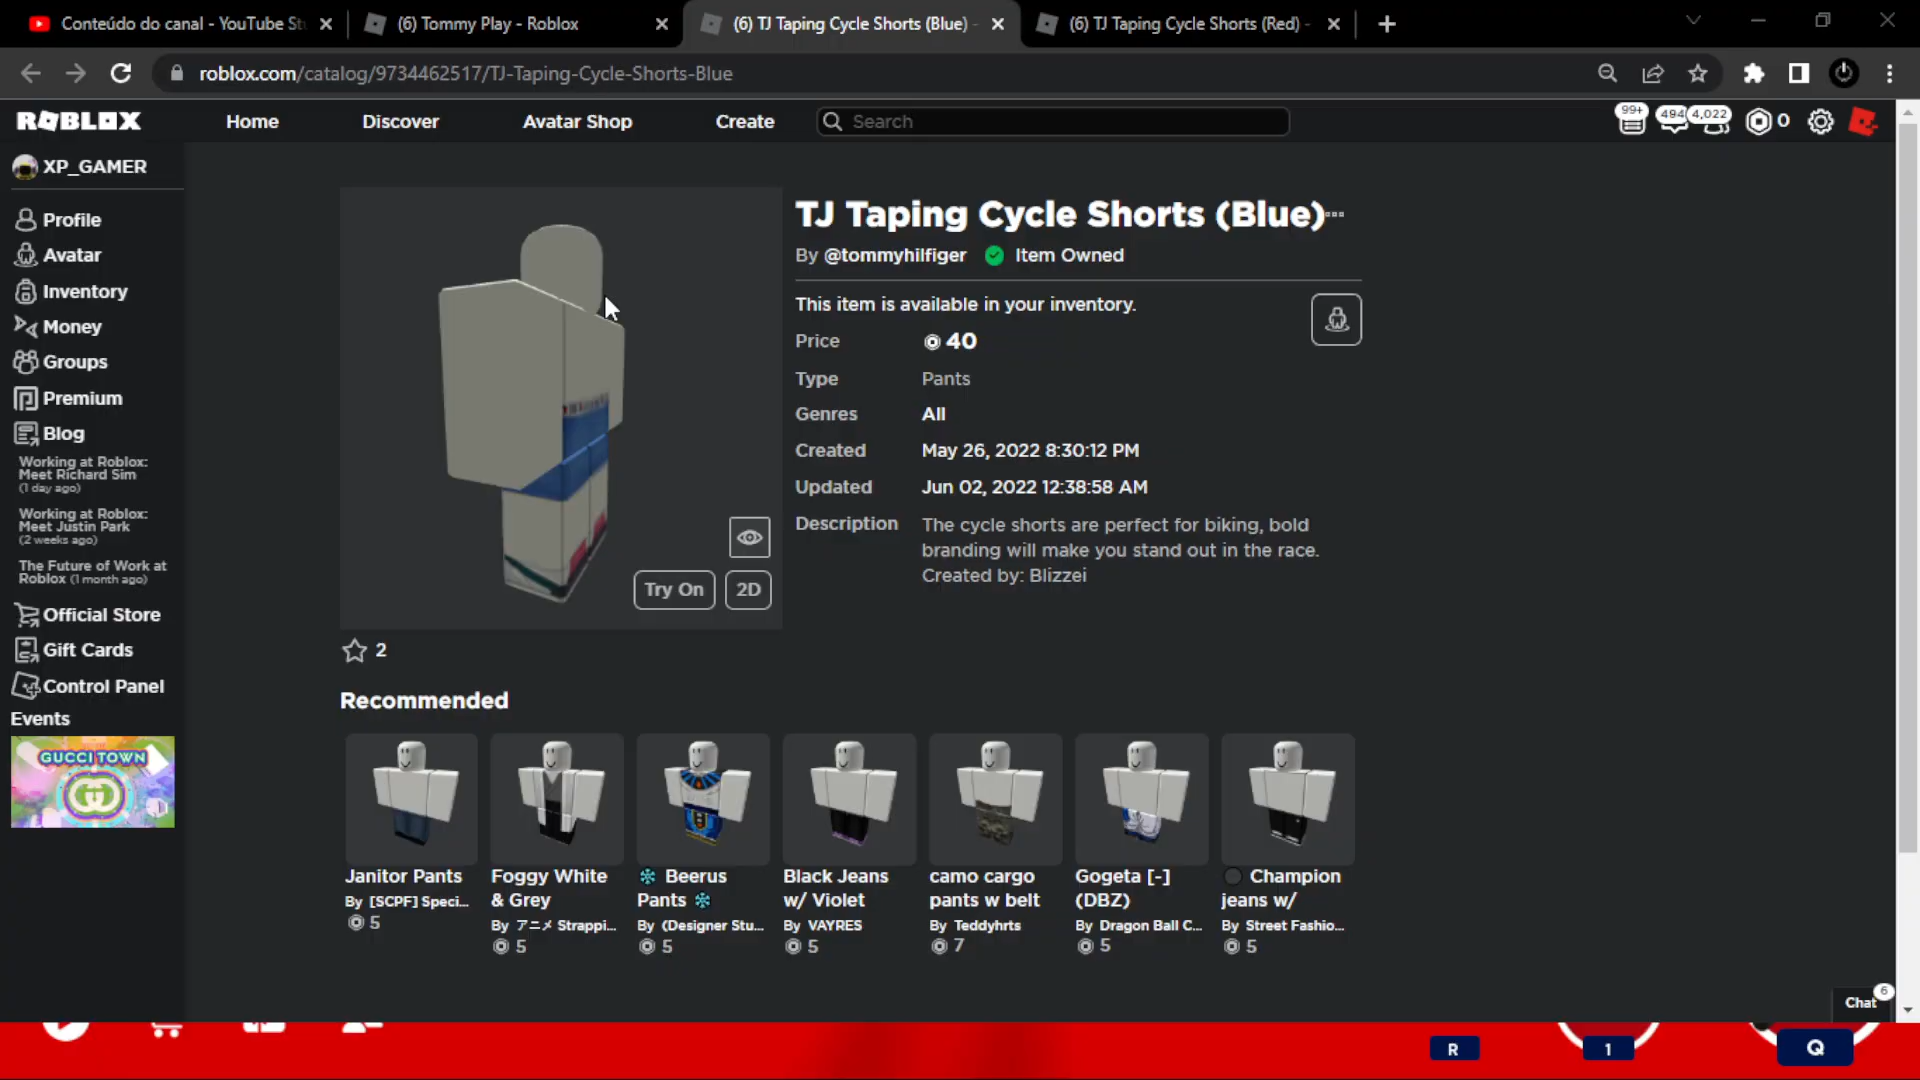 Conteúdo do canal - YouTube St
(6) Tommy Play - Roblox
(6) TJ Taping Cycle Shorts (Blue) -
(6) TJ Taping Cycle Shorts (Red) -
roblox.com/catalog/9734462517/TJ-Taping-Cycle-Shorts-Blue
ROBLOX
Home
Discover
Avatar Shop
Create
Search
99+
494
4,022
0
XP_GAMER
Profile
Avatar
Inventory
Money
Groups
Premium
Blog
Working at Roblox:
Meet Richard Sim
(1 day ago)
Working at Roblox:
Meet Justin Park
(2 weeks ago)
The Future of Work at
Roblox (1 month ago)
Official Store
Gift Cards
Control Panel
Events
GUCCI TOWN
TJ Taping Cycle Shorts (Blue)
By @tommyhilfiger Item Owned
This item is available in your inventory.
Price 40
Type Pants
Genres All
Created May 26, 2022 8:30:12 PM
Updated Jun 02, 2022 12:38:58 AM
Description The cycle shorts are perfect for biking, bold
branding will make you stand out in the race.
Created by: Blizzei
Try On
2D
2
Recommended
Janitor Pants
By [SCPF] Speci...
5
Foggy White
& Grey
By アニメ Strappi...
5
❄ Beerus
Pants ❄
By (Designer Stu...
5
Black Jeans
w/ Violet
By VAYRES
5
camo cargo
pants w belt
By Teddyhrts
7
Gogeta [-]
(DBZ)
By Dragon Ball C...
5
Champion
jeans w/
By Street Fashio...
5
Chat
6
R
1
Q